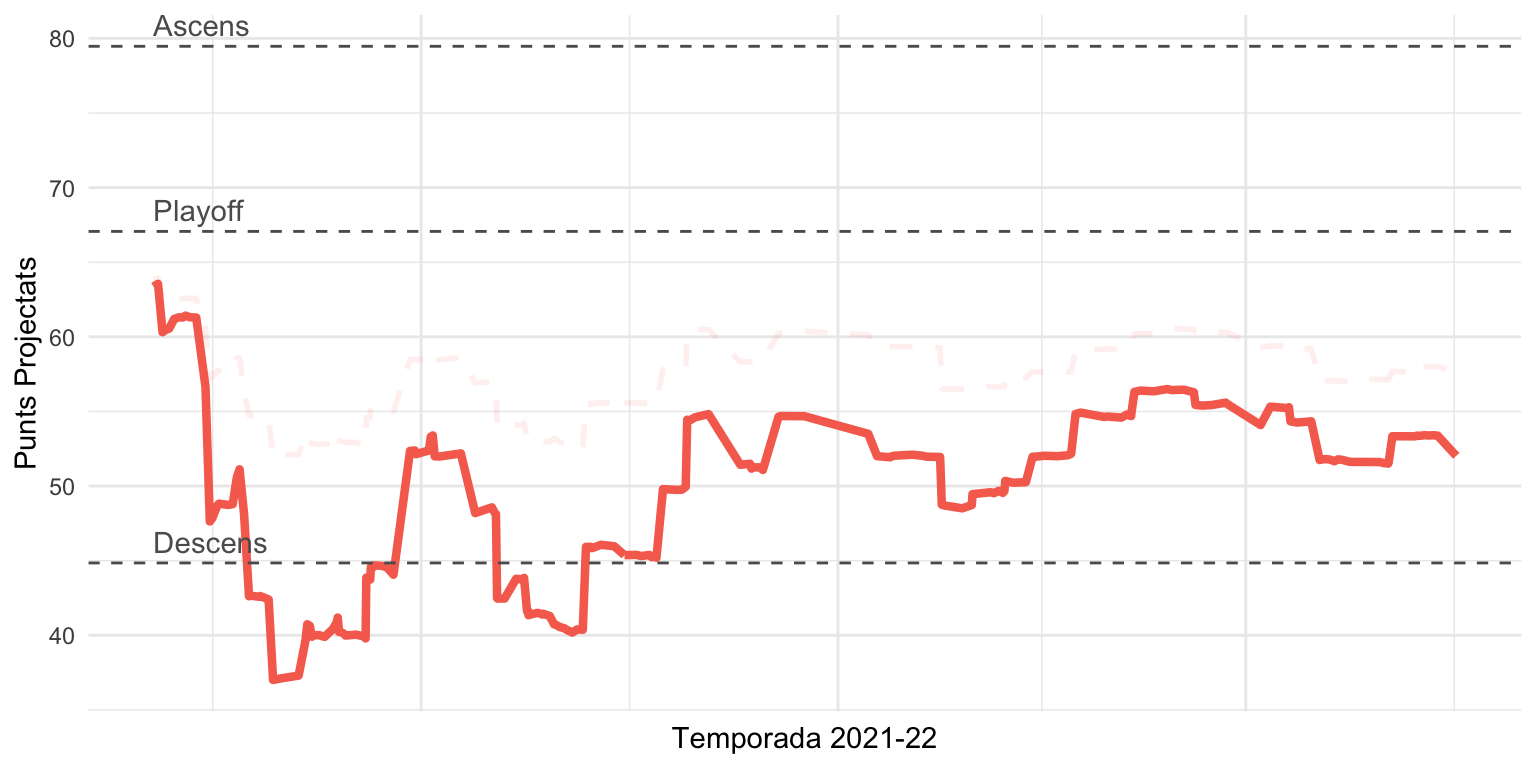 Ascens
80
70
Playoff
60
50
Descens
40
Punts Projectats
Temporada 2021-22